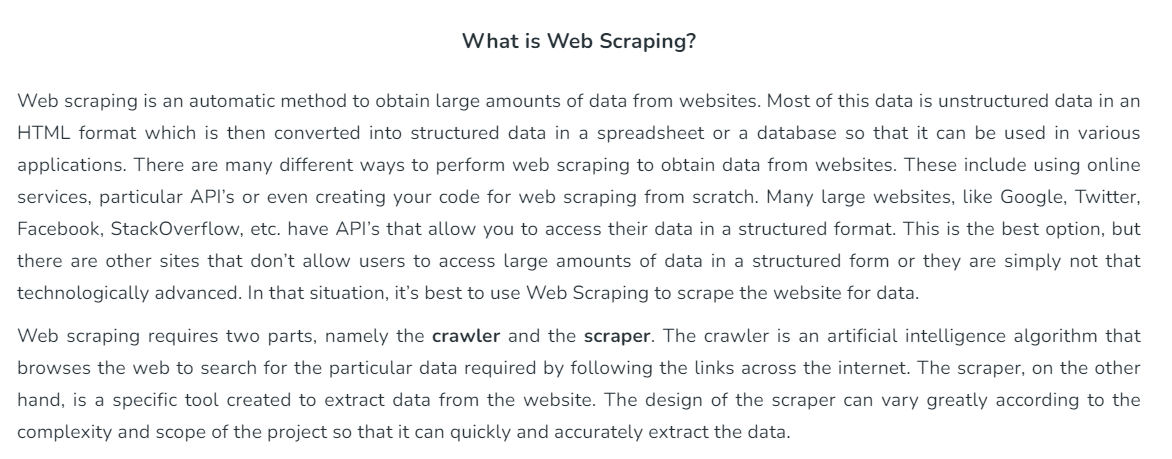 What is Web Scraping?
Web scraping is an automatic method to obtain large amounts of data from websites. Most of this data is unstructured data in an
HTML format which is then converted into structured data in a spreadsheet or a database so that it can be used in various
applications. There are many different ways to perform web scraping to obtain data from websites. These include using online
services, particular API’s or even creating your code for web scraping from scratch. Many large websites, like Google, Twitter,
Facebook, StackOverflow, etc. have API’s that allow you to access their data in a structured format. This is the best option, but
there are other sites that don’t allow users to access large amounts of data in a structured form or they are simply not that
technologically advanced. In that situation, it’s best to use Web Scraping to scrape the website for data.
Web scraping requires two parts, namely the crawler and the scraper. The crawler is an artificial intelligence algorithm that
browses the web to search for the particular data required by following the links across the internet. The scraper, on the other
hand, is a specific tool created to extract data from the website. The design of the scraper can vary greatly according to the
complexity and scope of the project so that it can quickly and accurately extract the data.